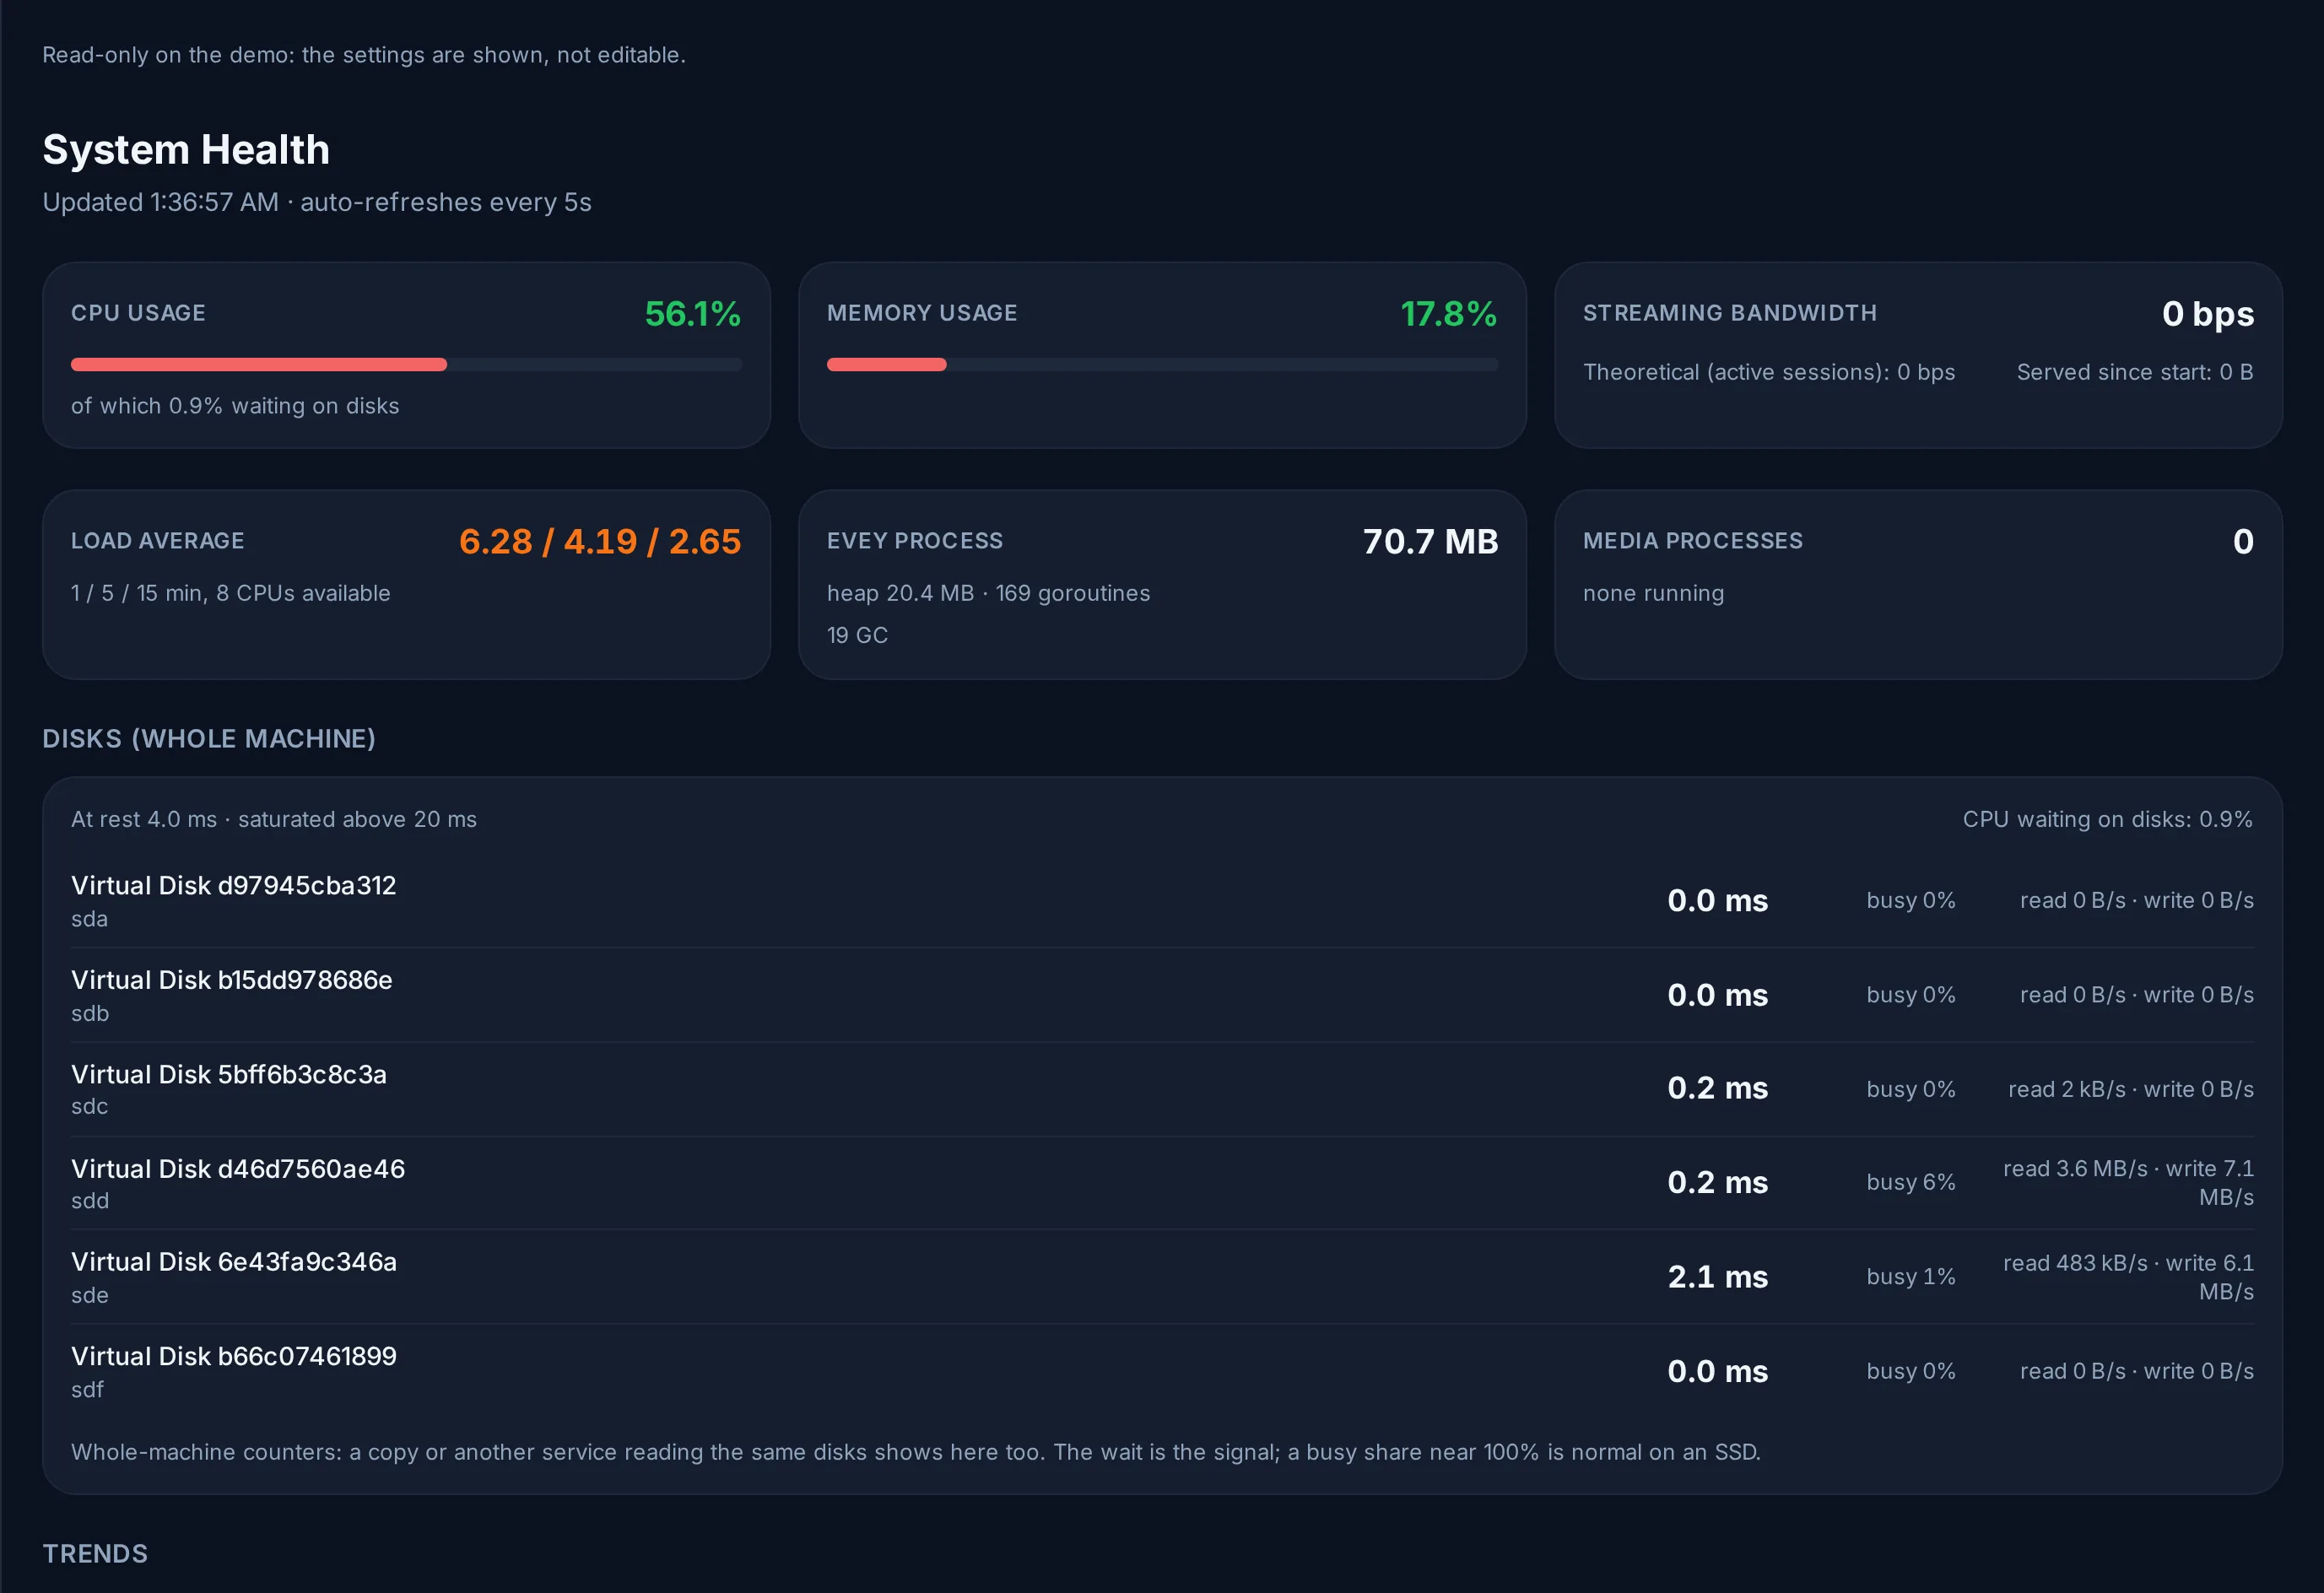 Read-only on the demo: the settings are shown, not editable.
System Health
Updated 1:36:57 AM · auto-refreshes every 5s
CPU USAGE 56.1%
of which 0.9% waiting on disks
MEMORY USAGE 17.8%
STREAMING BANDWIDTH 0 bps
Theoretical (active sessions): 0 bps Served since start: 0 B
LOAD AVERAGE 6.28 / 4.19 / 2.65
1 / 5 / 15 min, 8 CPUs available
EVEY PROCESS 70.7 MB
heap 20.4 MB · 169 goroutines
19 GC
MEDIA PROCESSES 0
none running
DISKS (WHOLE MACHINE)
At rest 4.0 ms · saturated above 20 ms CPU waiting on disks: 0.9%
Virtual Disk d97945cba312
sda
0.0 ms busy 0% read 0 B/s · write 0 B/s
Virtual Disk b15dd978686e
sdb
0.0 ms busy 0% read 0 B/s · write 0 B/s
Virtual Disk 5bff6b3c8c3a
sdc
0.2 ms busy 0% read 2 kB/s · write 0 B/s
Virtual Disk d46d7560ae46
sdd
0.2 ms busy 6% read 3.6 MB/s · write 7.1
MB/s
Virtual Disk 6e43fa9c346a
sde
2.1 ms busy 1% read 483 kB/s · write 6.1
MB/s
Virtual Disk b66c07461899
sdf
0.0 ms busy 0% read 0 B/s · write 0 B/s
Whole-machine counters: a copy or another service reading the same disks shows here too. The wait is the signal; a busy share near 100% is normal on an SSD.
TRENDS